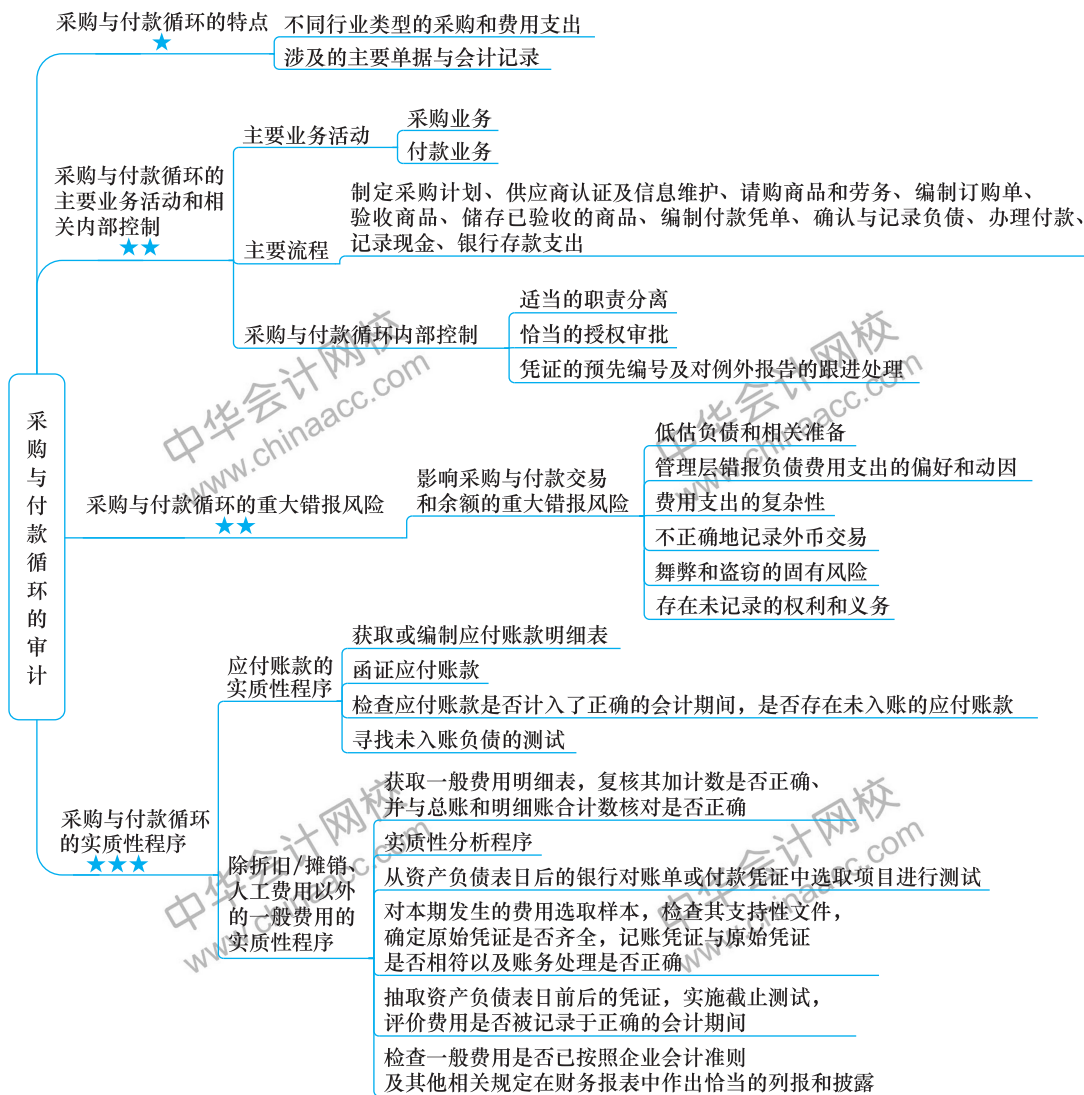 采购与付款循环的审计
采购与付款循环的特点
★
不同行业类型的采购和费用支出
涉及的主要单据与会计记录
采购与付款循环的
主要业务活动和相
关内部控制
★★
主要业务活动
采购业务
付款业务
主要流程
制定采购计划、供应商认证及信息维护、请购商品和劳务、编制订购单、
验收商品、储存已验收的商品、编制付款凭单、确认与记录负债、办理付款、
记录现金、银行存款支出
采购与付款循环内部控制
适当的职责分离
恰当的授权审批
凭证的预先编号及对例外报告的跟进处理
采购与付款循环的重大错报风险
★★
影响采购与付款交易
和余额的重大错报风险
低估负债和相关准备
管理层错报负债费用支出的偏好和动因
费用支出的复杂性
不正确地记录外币交易
舞弊和盗窃的固有风险
存在未记录的权利和义务
采购与付款循环
的实质性程序
★★★
应付账款的
实质性程序
获取或编制应付账款明细表
函证应付账款
检查应付账款是否计入了正确的会计期间，是否存在未入账的应付账款
寻找未入账负债的测试
除折旧/摊销、
人工费用以外
的一般费用的
实质性程序
获取一般费用明细表，复核其加计数是否正确、
并与总账和明细账合计数核对是否正确
实质性分析程序
从资产负债表日后的银行对账单或付款凭证中选取项目进行测试
对本期发生的费用选取样本，检查其支持性文件，
确定原始凭证是否齐全，记账凭证与原始凭证
是否相符以及账务处理是否正确
抽取资产负债表日前后的凭证，实施截止测试，
评价费用是否被记录于正确的会计期间
检查一般费用是否已按照企业会计准则
及其他相关规定在财务报表中作出恰当的列报和披露
中华会计网校
www.chinaacc.com
中华会计网校
www.chinaacc.com
中华会计网校
www.chinaacc.com
中华会计网校
www.chinaacc.com